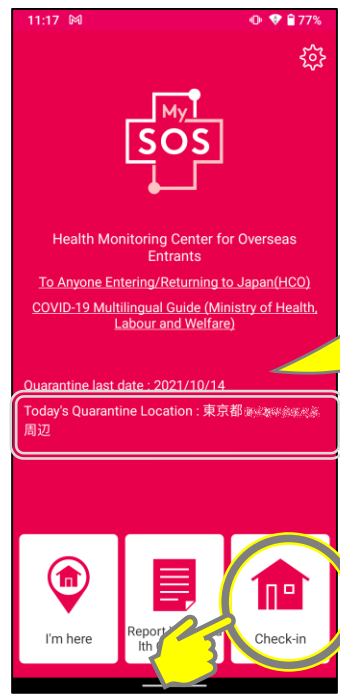 11:17 77%
My
SOS
Health Monitoring Center for Overseas
Entrants
To Anyone Entering/Returning to Japan(HCO)
COVID-19 Multilingual Guide (Ministry of Health,
Labour and Welfare)
Quarantine last date : 2021/10/14
Today's Quarantine Location : 東京都
周辺
I'm here
Report
lth
Check-in